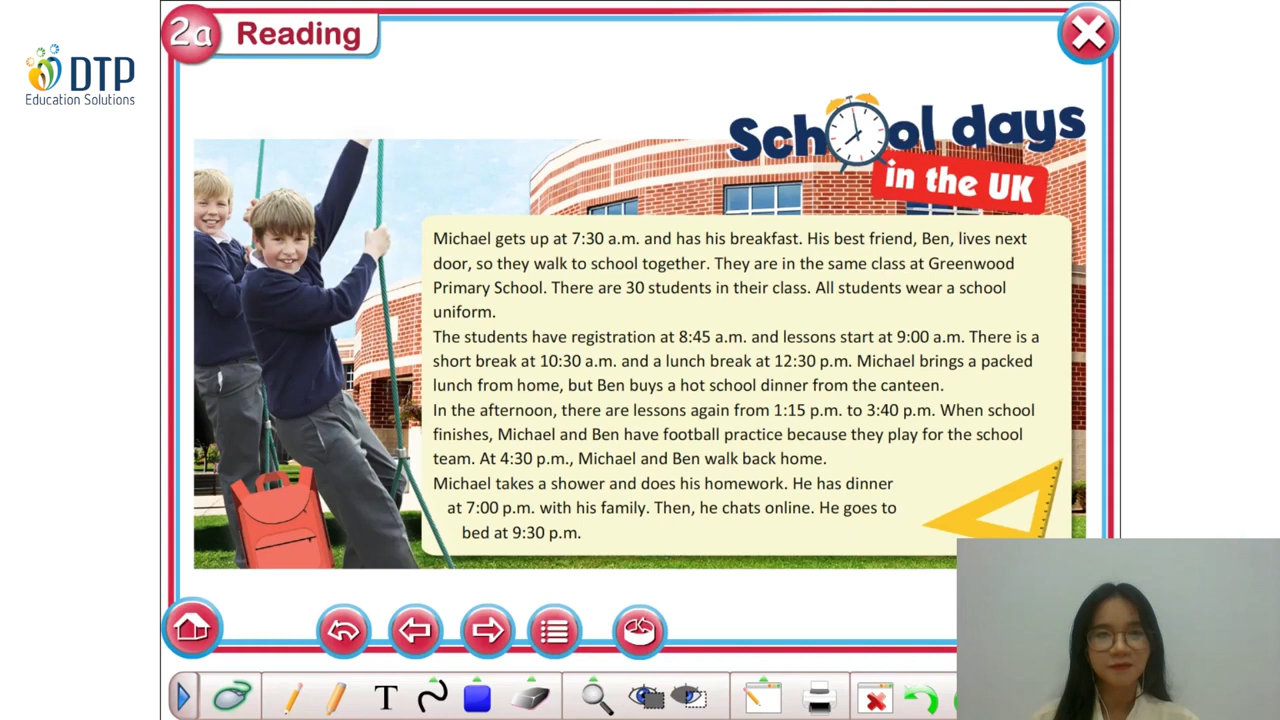 2a Reading
DTP
Education Solutions
School days
in the UK
Michael gets up at 7:30 a.m. and has his breakfast. His best friend, Ben, lives next
door, so they walk to school together. They are in the same class at Greenwood
Primary School. There are 30 students in their class. All students wear a school
uniform.
The students have registration at 8:45 a.m. and lessons start at 9:00 a.m. There is a
short break at 10:30 a.m. and a lunch break at 12:30 p.m. Michael brings a packed
lunch from home, but Ben buys a hot school dinner from the canteen.
In the afternoon, there are lessons again from 1:15 p.m. to 3:40 p.m. When school
finishes, Michael and Ben have football practice because they play for the school
team. At 4:30 p.m., Michael and Ben walk back home.
Michael takes a shower and does his homework. He has dinner
at 7:00 p.m. with his family. Then, he chats online. He goes to
bed at 9:30 p.m.
T